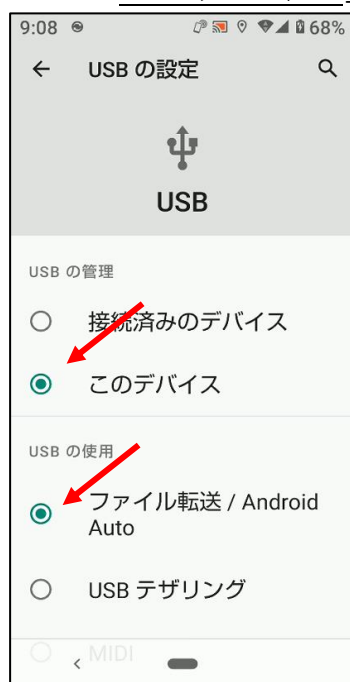 9:08 68%
USB の設定
USB
USB の管理
接続済みのデバイス
このデバイス
USB の使用
ファイル転送 / Android
Auto
USB テザリング
MIDI